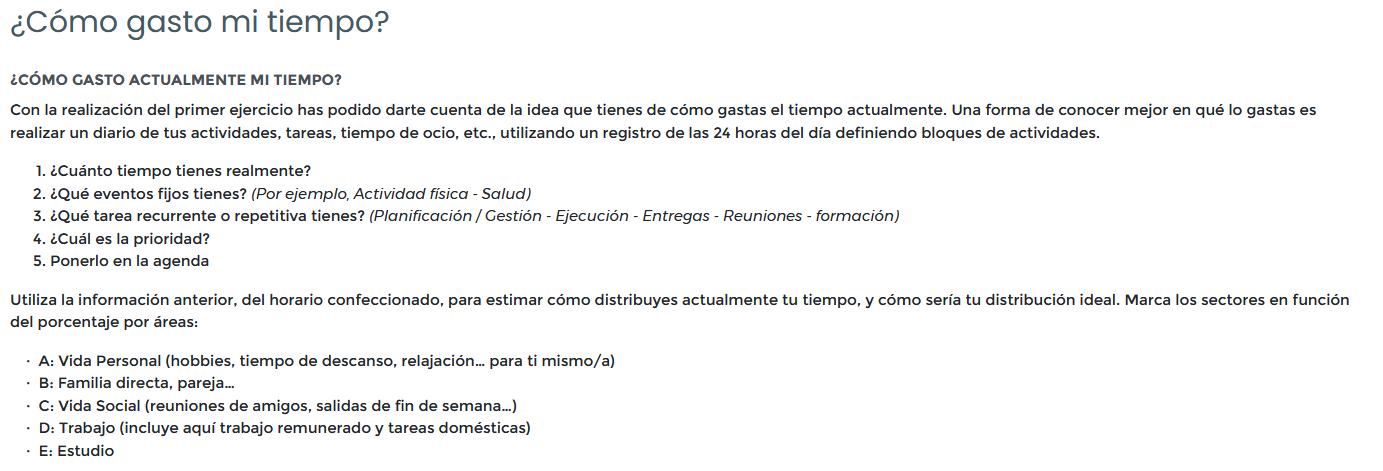 ¿Cómo gasto mi tiempo?
¿CÓMO GASTO ACTUALMENTE MI TIEMPO?
Con la realización del primer ejercicio has podido darte cuenta de la idea que tienes de cómo gastas el tiempo actualmente. Una forma de conocer mejor en qué lo gastas es
realizar un diario de tus actividades, tareas, tiempo de ocio, etc., utilizando un registro de las 24 horas del día definiendo bloques de actividades.
1. ¿Cuánto tiempo tienes realmente?
2. ¿Qué eventos fijos tienes? (Por ejemplo, Actividad física - Salud)
3. ¿Qué tarea recurrente o repetitiva tienes? (Planificación / Gestión - Ejecución - Entregas - Reuniones - formación)
4. ¿Cuál es la prioridad?
5. Ponerlo en la agenda
Utiliza la información anterior, del horario confeccionado, para estimar cómo distribuyes actualmente tu tiempo, y cómo sería tu distribución ideal. Marca los sectores en función
del porcentaje por áreas:
· A: Vida Personal (hobbies, tiempo de descanso, relajación... para ti mismo/a)
· B: Familia directa, pareja...
· C: Vida Social (reuniones de amigos, salidas de fin de semana...)
· D: Trabajo (incluye aquí trabajo remunerado y tareas domésticas)
· E: Estudio